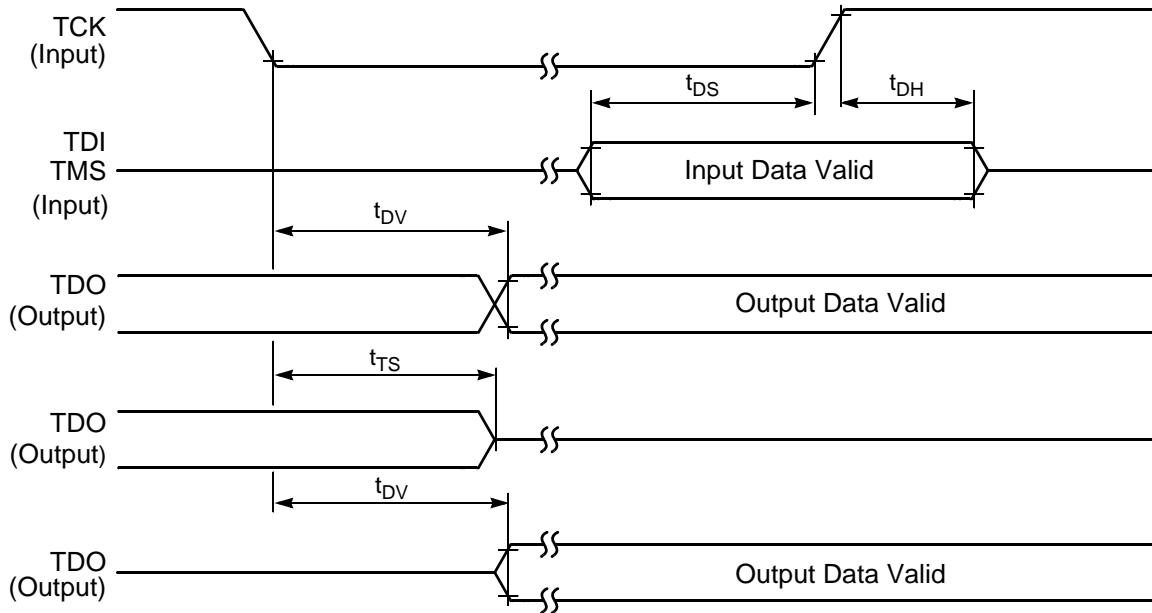 TCK
(Input)
tDS
tDH
TDI
TMS
(Input)
Input Data Valid
tDV
TDO
(Output)
Output Data Valid
tTS
TDO
(Output)
tDV
TDO
(Output)
Output Data Valid